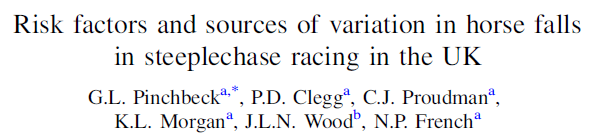 Risk factors and sources of variation in horse falls
in steeplechase racing in the UK
G.L. Pinchbeck^a,*, P.D. Clegg^a, C.J. Proudman^a,
K.L. Morgan^a, J.L.N. Wood^b, N.P. French^a